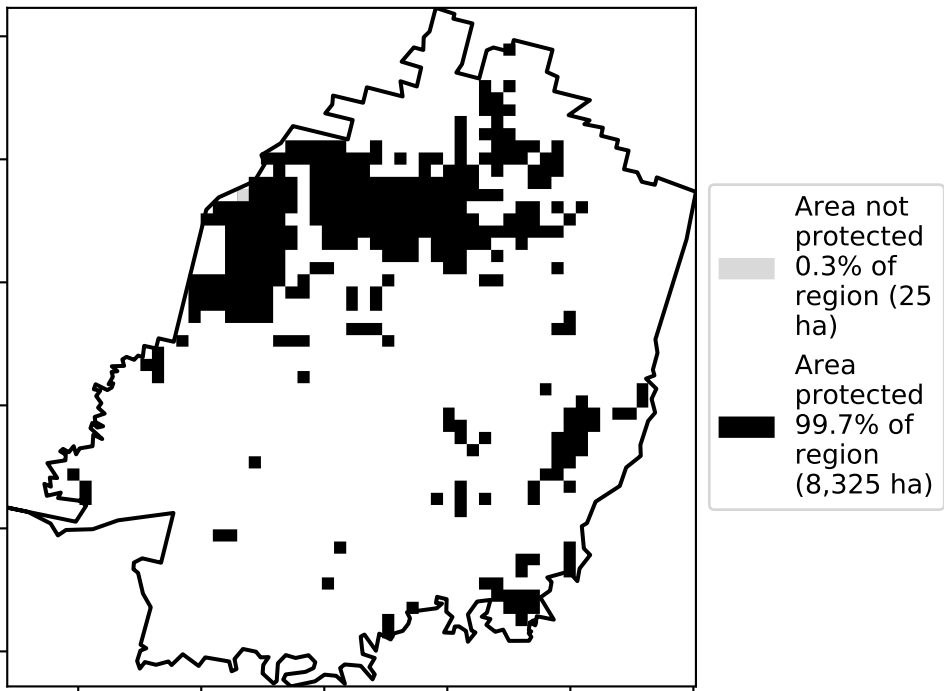 Area not
protected
0.3% of
region (25
ha)
Area
protected
99.7% of
region
(8,325 ha)